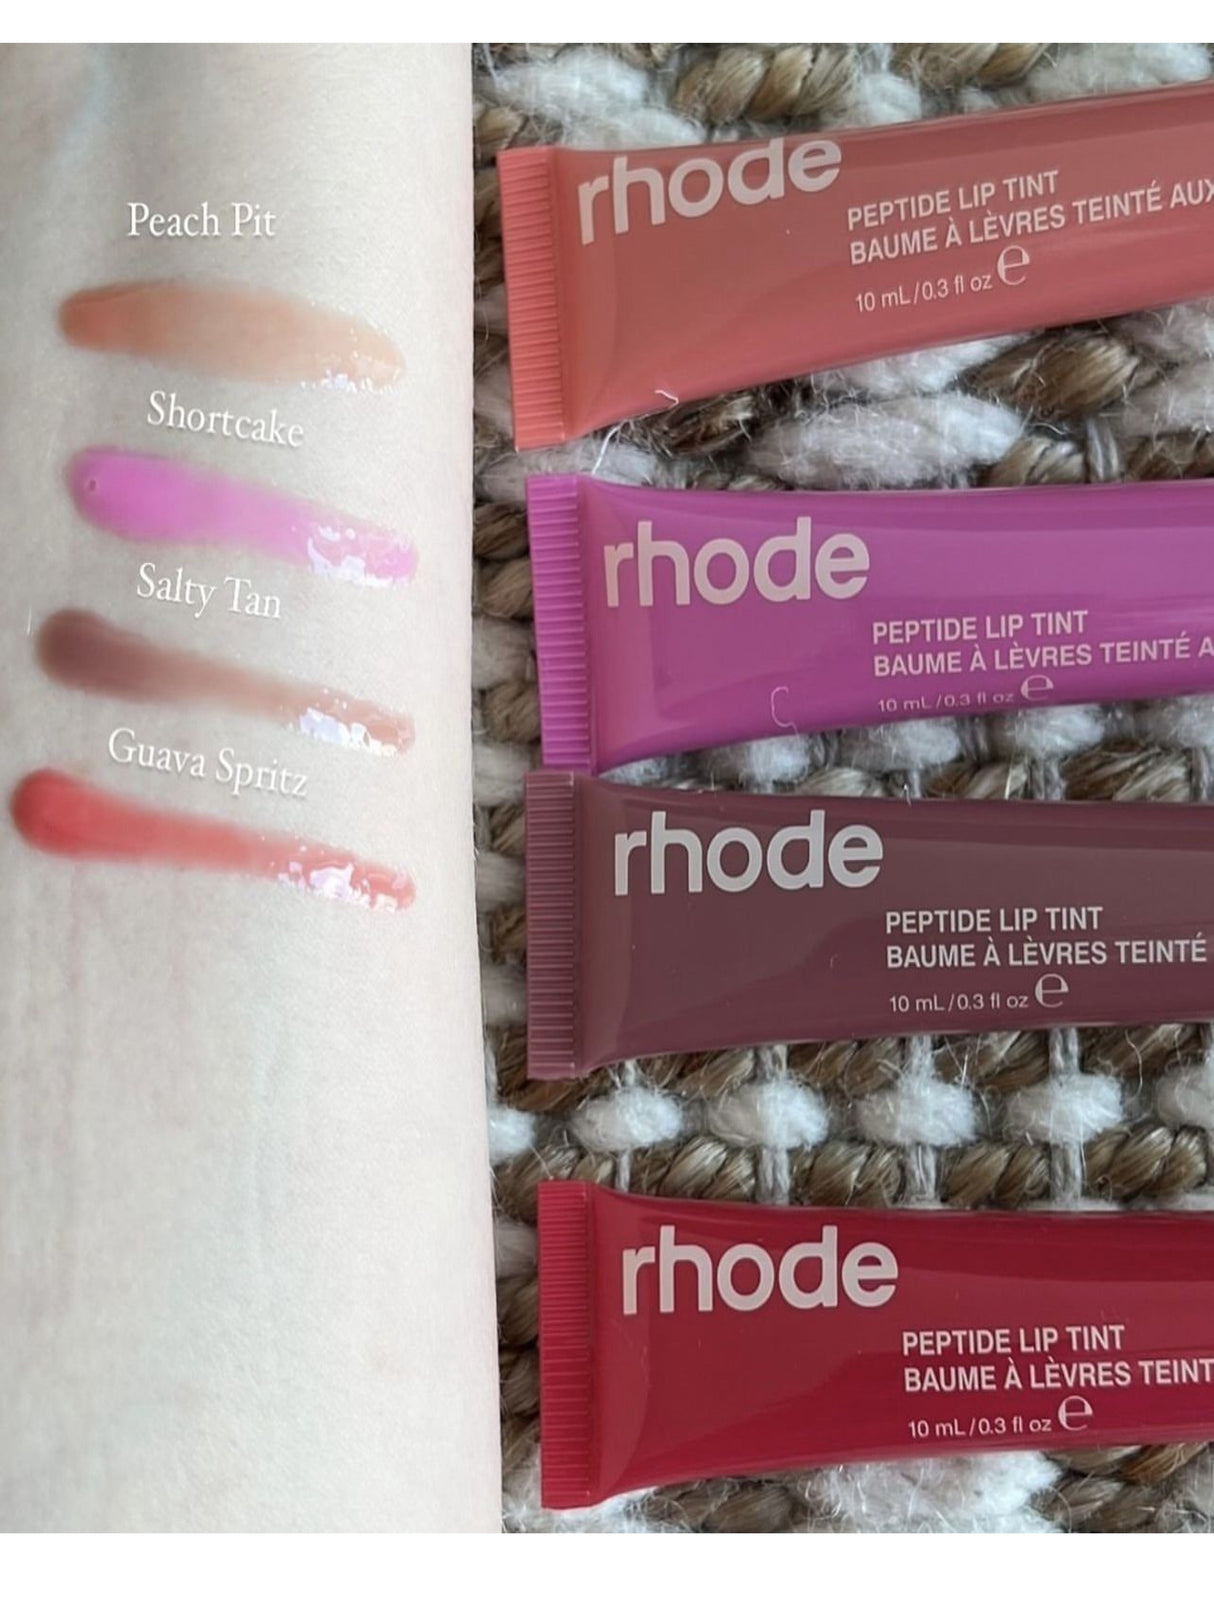 Peach Pit
Shortcake
Salty Tan
Guava Spritz
rhode
PEPTIDE LIP TINT
BAUME À LÈVRES TEINTÉ AUX
10 mL/0.3 fl oz ℮
rhode
PEPTIDE LIP TINT
BAUME À LÈVRES TEINTÉ A
10 mL/0.3 fl oz ℮
rhode
PEPTIDE LIP TINT
BAUME À LÈVRES TEINTÉ
10 mL/0.3 fl oz ℮
rhode
PEPTIDE LIP TINT
BAUME À LÈVRES TEINT
10 mL/0.3 fl oz ℮